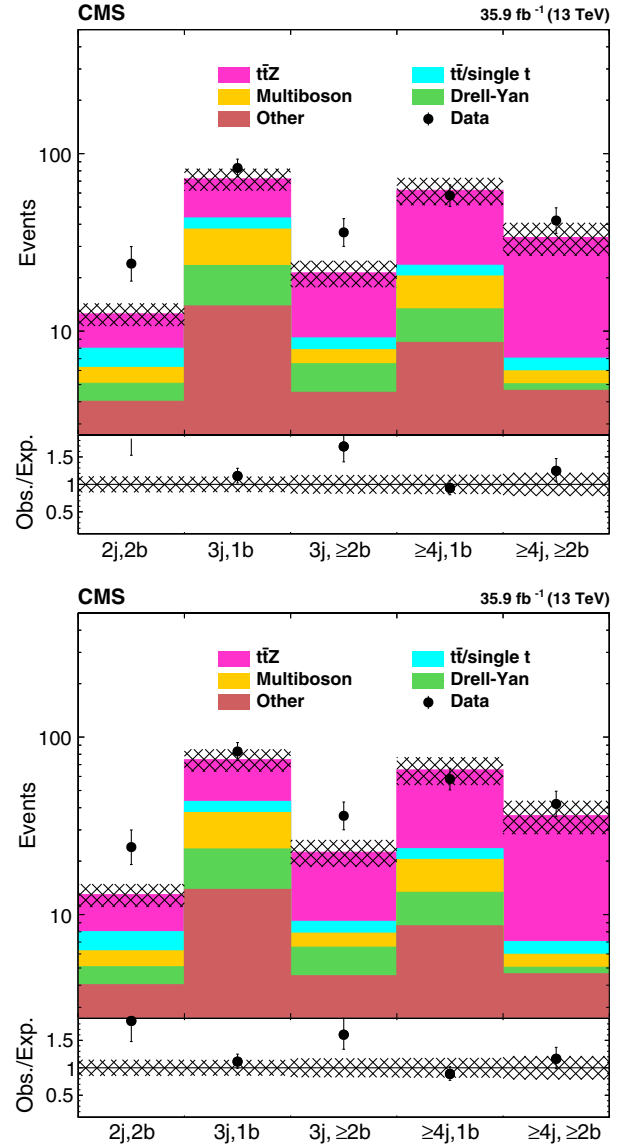 CMS 35.9 fb⁻¹ (13 TeV)
tt̄Z tt̄/single t
Multiboson Drell-Yan
Other Data
100
10
Events
1.5
1
0.5
Obs./Exp.
2j,2b 3j,1b 3j, ≥2b ≥4j,1b ≥4j, ≥2b
CMS 35.9 fb⁻¹ (13 TeV)
tt̄Z tt̄/single t
Multiboson Drell-Yan
Other Data
100
10
Events
1.5
1
0.5
Obs./Exp.
2j,2b 3j,1b 3j, ≥2b ≥4j,1b ≥4j, ≥2b